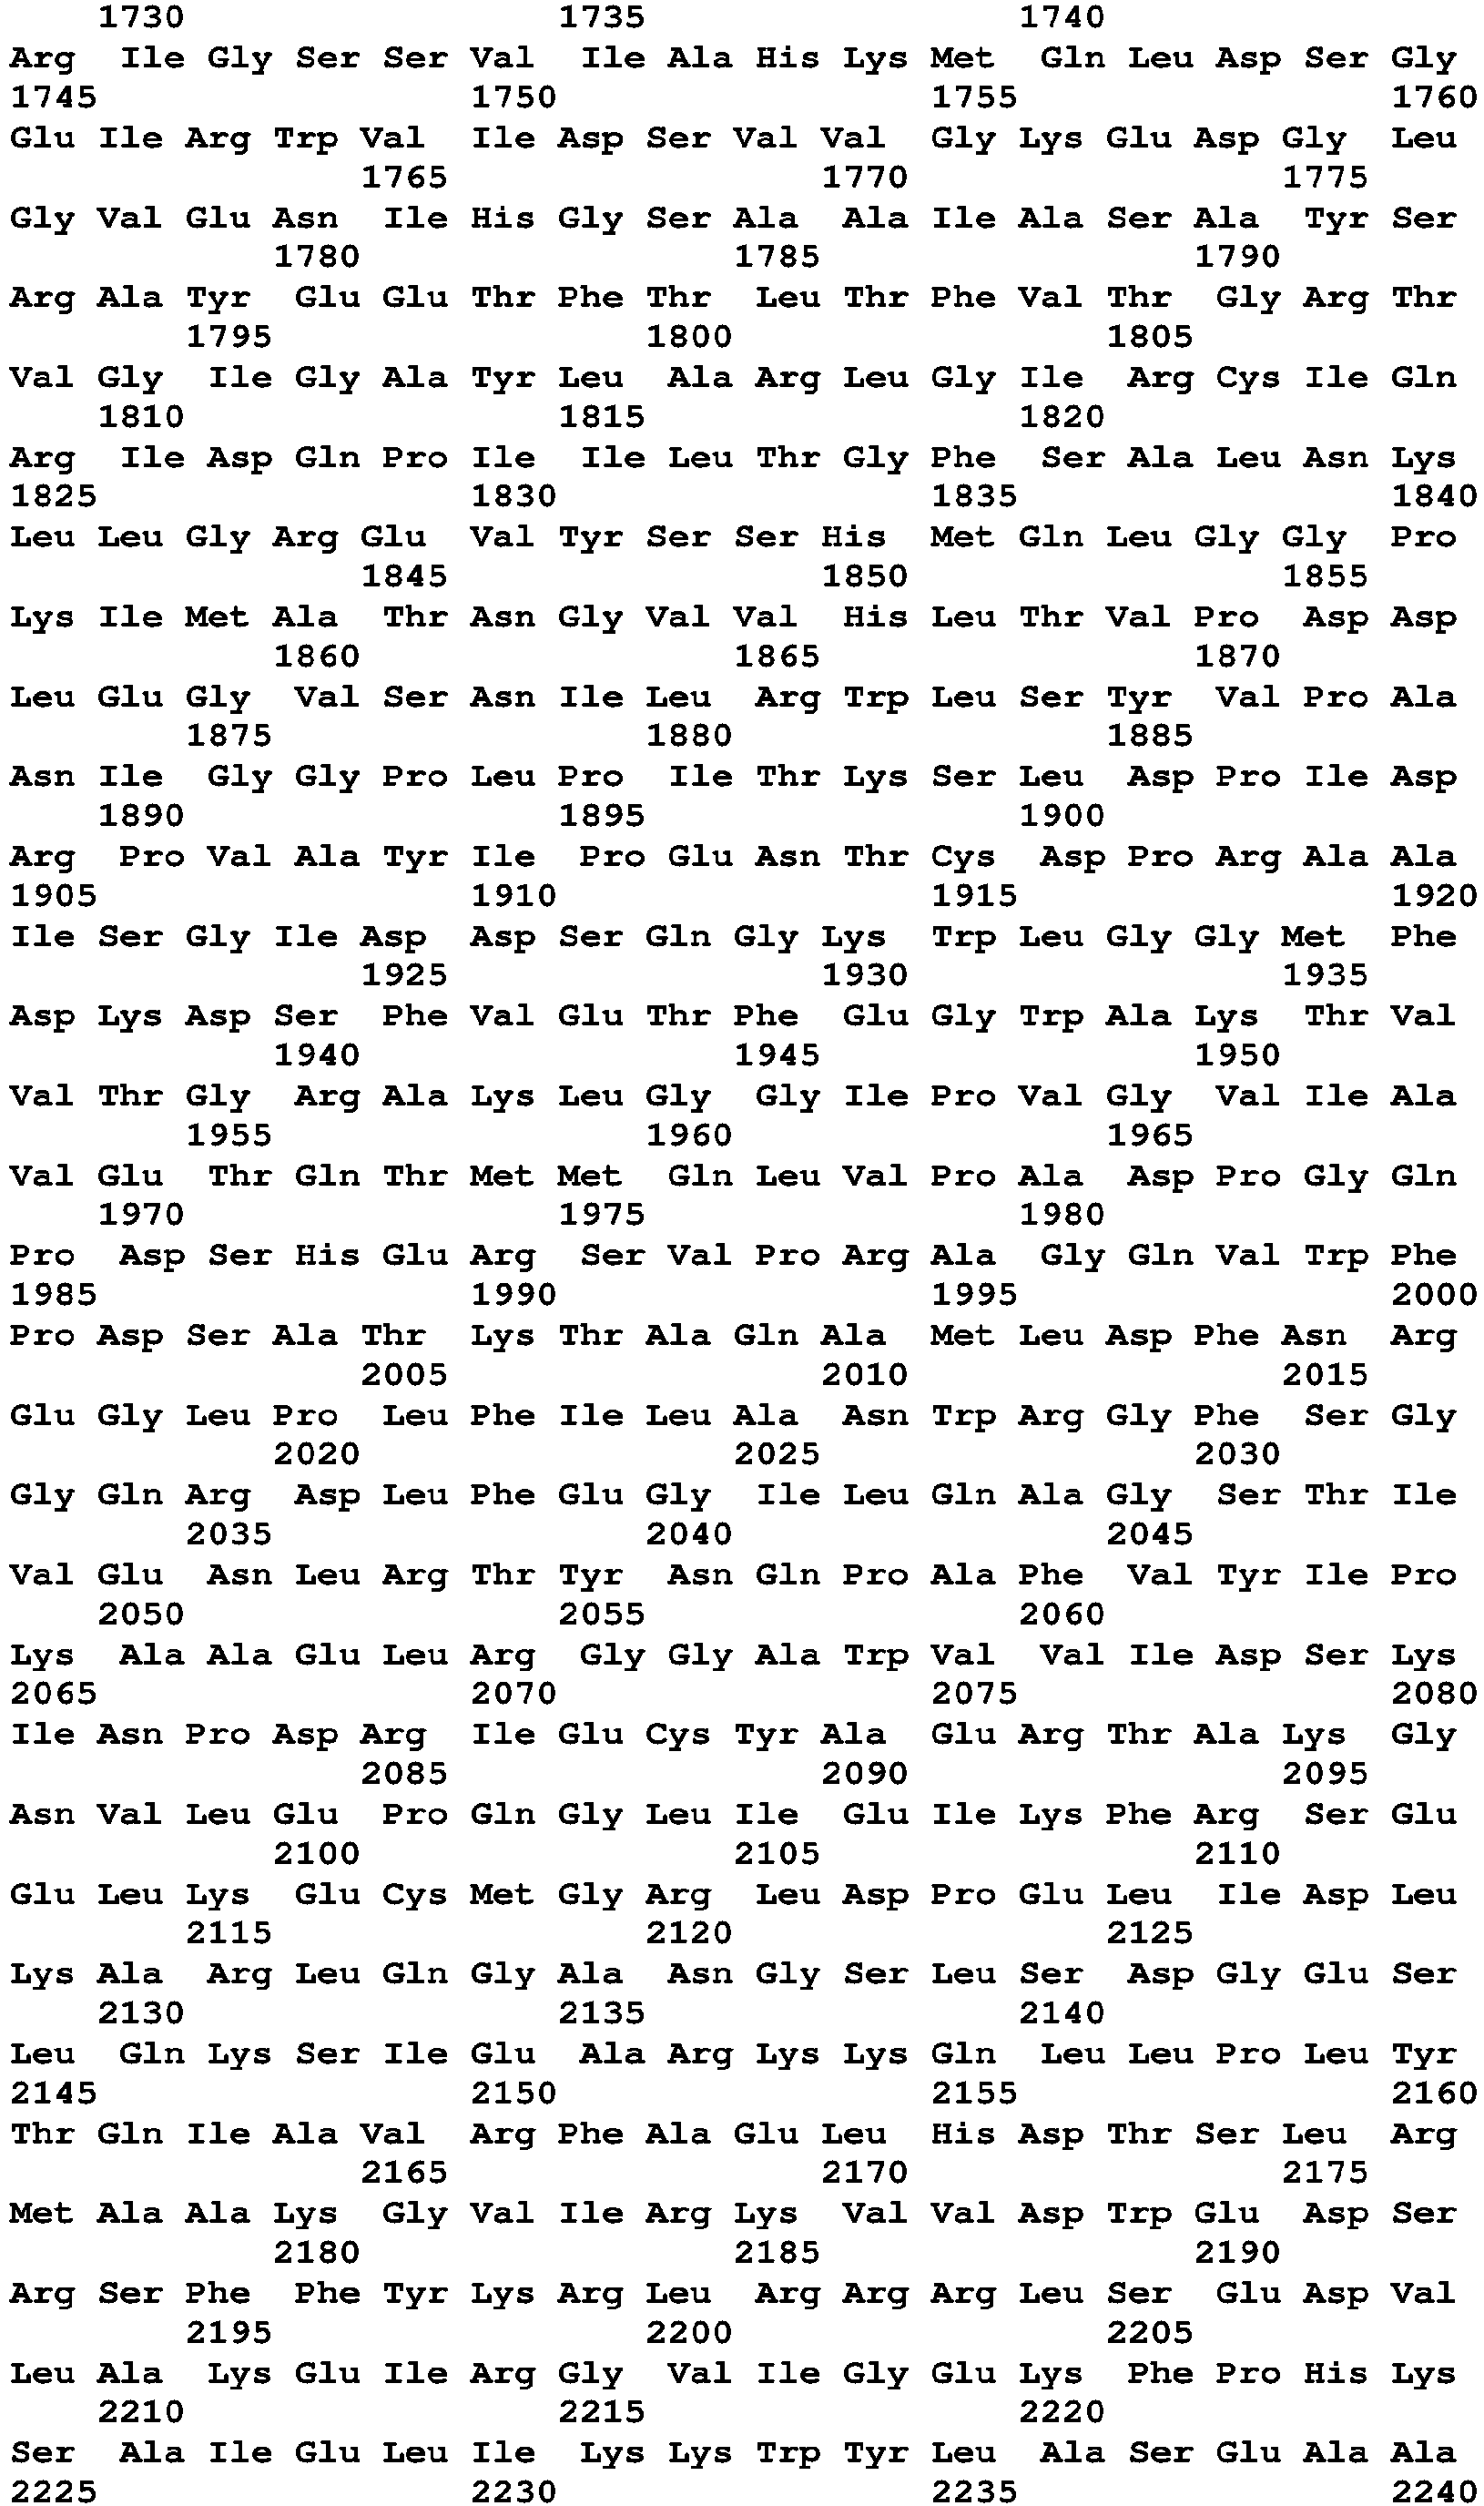 1730 1735 1740
Arg Ile Gly Ser Ser Val Ile Ala His Lys Met Gln Leu Asp Ser Gly
1745 1750 1755 1760
Glu Ile Arg Trp Val Ile Asp Ser Val Val Gly Lys Glu Asp Gly Leu
1765 1770 1775
Gly Val Glu Asn Ile His Gly Ser Ala Ala Ile Ala Ser Ala Tyr Ser
1780 1785 1790
Arg Ala Tyr Glu Glu Thr Phe Thr Leu Thr Phe Val Thr Gly Arg Thr
1795 1800 1805
Val Gly Ile Gly Ala Tyr Leu Ala Arg Leu Gly Ile Arg Cys Ile Gln
1810 1815 1820
Arg Ile Asp Gln Pro Ile Ile Leu Thr Gly Phe Ser Ala Leu Asn Lys
1825 1830 1835 1840
Leu Leu Gly Arg Glu Val Tyr Ser Ser His Met Gln Leu Gly Gly Pro
1845 1850 1855
Lys Ile Met Ala Thr Asn Gly Val Val His Leu Thr Val Pro Asp Asp
1860 1865 1870
Leu Glu Gly Val Ser Asn Ile Leu Arg Trp Leu Ser Tyr Val Pro Ala
1875 1880 1885
Asn Ile Gly Gly Pro Leu Pro Ile Thr Lys Ser Leu Asp Pro Ile Asp
1890 1895 1900
Arg Pro Val Ala Tyr Ile Pro Glu Asn Thr Cys Asp Pro Arg Ala Ala
1905 1910 1915 1920
Ile Ser Gly Ile Asp Asp Ser Gln Gly Lys Trp Leu Gly Gly Met Phe
1925 1930 1935
Asp Lys Asp Ser Phe Val Glu Thr Phe Glu Gly Trp Ala Lys Thr Val
1940 1945 1950
Val Thr Gly Arg Ala Lys Leu Gly Gly Ile Pro Val Gly Val Ile Ala
1955 1960 1965
Val Glu Thr Gln Thr Met Met Gln Leu Val Pro Ala Asp Pro Gly Gln
1970 1975 1980
Pro Asp Ser His Glu Arg Ser Val Pro Arg Ala Gly Gln Val Trp Phe
1985 1990 1995 2000
Pro Asp Ser Ala Thr Lys Thr Ala Gln Ala Met Leu Asp Phe Asn Arg
2005 2010 2015
Glu Gly Leu Pro Leu Phe Ile Leu Ala Asn Trp Arg Gly Phe Ser Gly
2020 2025 2030
Gly Gln Arg Asp Leu Phe Glu Gly Ile Leu Gln Ala Gly Ser Thr Ile
2035 2040 2045
Val Glu Asn Leu Arg Thr Tyr Asn Gln Pro Ala Phe Val Tyr Ile Pro
2050 2055 2060
Lys Ala Ala Glu Leu Arg Gly Gly Ala Trp Val Val Ile Asp Ser Lys
2065 2070 2075 2080
Ile Asn Pro Asp Arg Ile Glu Cys Tyr Ala Glu Arg Thr Ala Lys Gly
2085 2090 2095
Asn Val Leu Glu Pro Gln Gly Leu Ile Glu Ile Lys Phe Arg Ser Glu
2100 2105 2110
Glu Leu Lys Glu Cys Met Gly Arg Leu Asp Pro Glu Leu Ile Asp Leu
2115 2120 2125
Lys Ala Arg Leu Gln Gly Ala Asn Gly Ser Leu Ser Asp Gly Glu Ser
2130 2135 2140
Leu Gln Lys Ser Ile Glu Ala Arg Lys Lys Gln Leu Leu Pro Leu Tyr
2145 2150 2155 2160
Thr Gln Ile Ala Val Arg Phe Ala Glu Leu His Asp Thr Ser Leu Arg
2165 2170 2175
Met Ala Ala Lys Gly Val Ile Arg Lys Val Val Asp Trp Glu Asp Ser
2180 2185 2190
Arg Ser Phe Phe Tyr Lys Arg Leu Arg Arg Arg Leu Ser Glu Asp Val
2195 2200 2205
Leu Ala Lys Glu Ile Arg Gly Val Ile Gly Glu Lys Phe Pro His Lys
2210 2215 2220
Ser Ala Ile Glu Leu Ile Lys Lys Trp Tyr Leu Ala Ser Glu Ala Ala
2225 2230 2235 2240